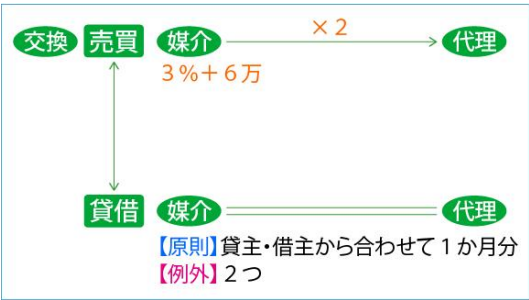 ×2
交換 売買 媒介 代理
3%+6万
貸借 媒介 代理
【原則】貸主・借主から合わせて1か月分
【例外】2つ